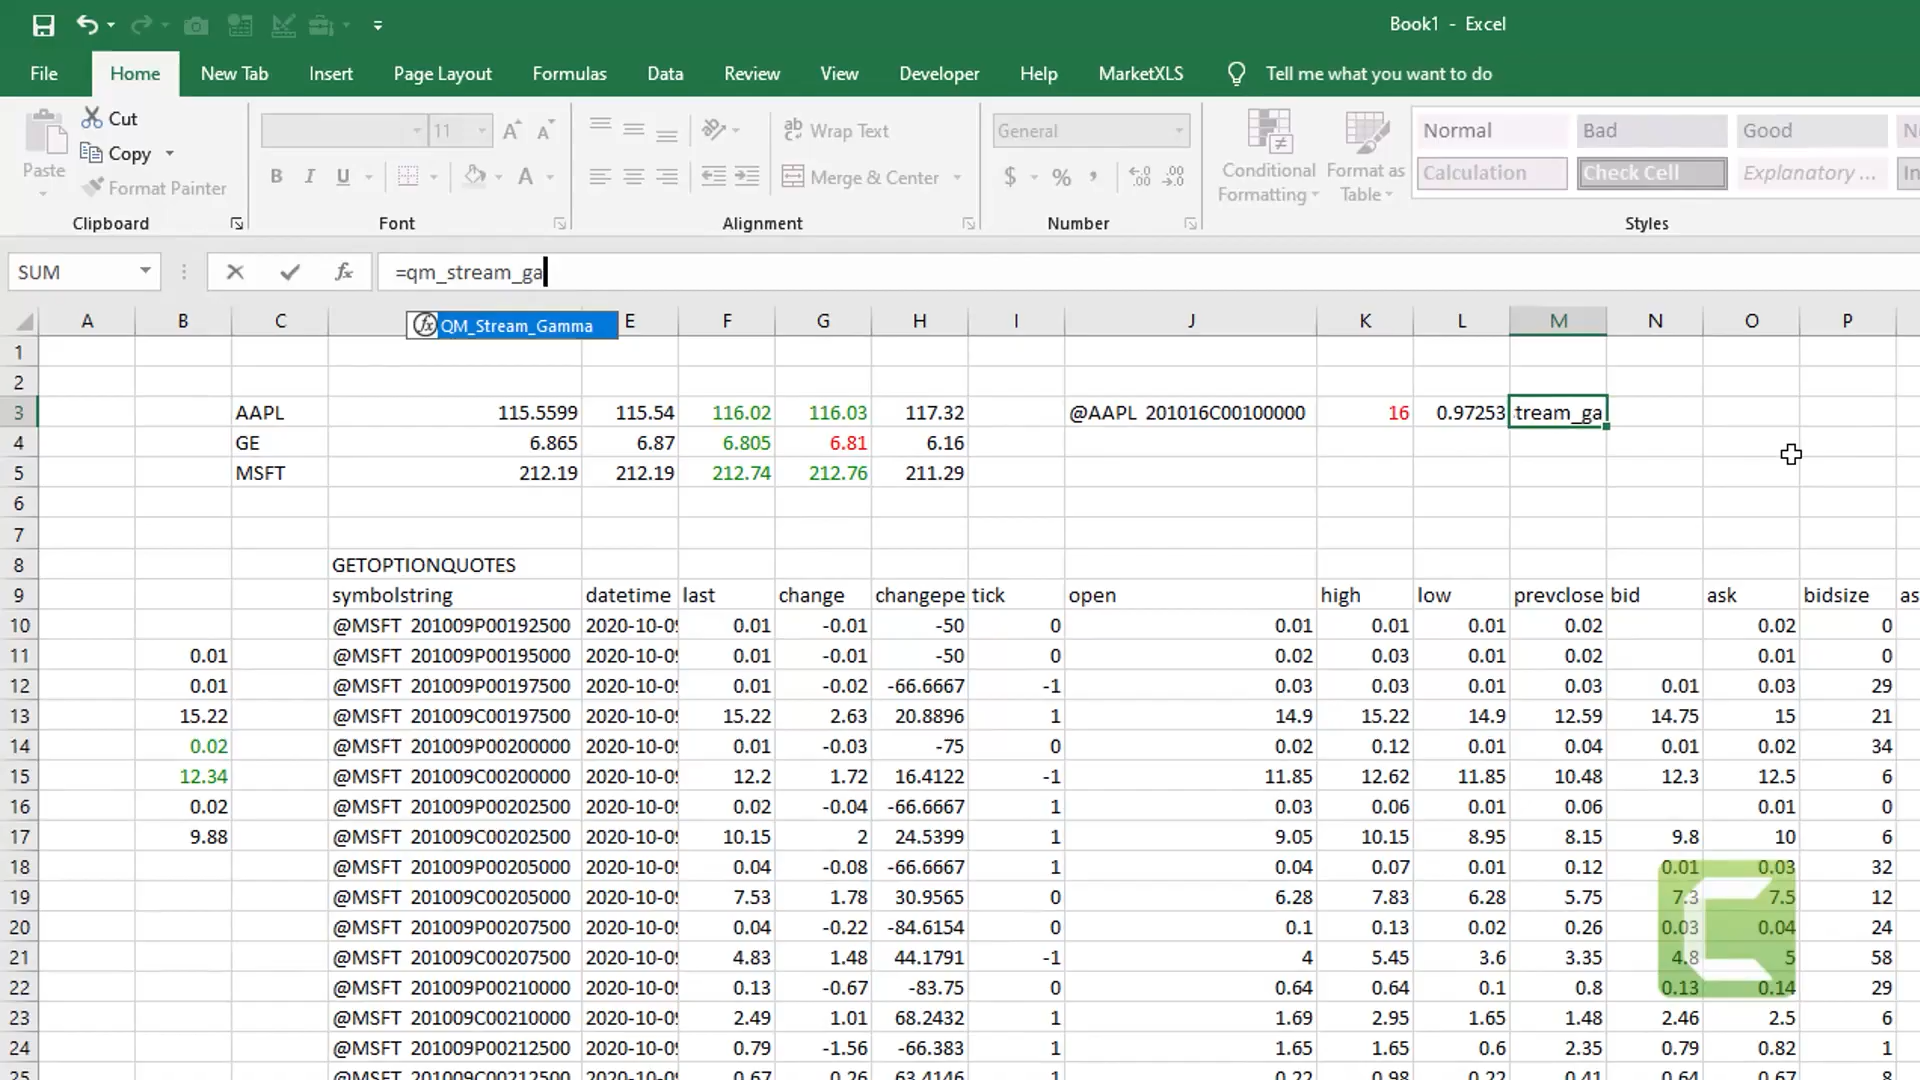 Book1 - Excel
File Home New Tab Insert Page Layout Formulas Data Review View Developer Help MarketXLS Tell me what you want to do
Paste
Cut
Copy
Format Painter
Clipboard
11
B I U A
Font
Wrap Text
Merge & Center
Alignment
General
$ % ,
Number
Conditional Formatting
Format as Table
Normal Bad Good
Calculation Check Cell Explanatory ...
Styles
SUM fx =qm_stream_ga
QM_Stream_Gamma
A B C E F G H I J K L M N O P
1
2
3 AAPL 115.5599 115.54 116.02 116.03 117.32 @AAPL 201016C00100000 16 0.97253 tream_ga
4 GE 6.865 6.87 6.805 6.81 6.16
5 MSFT 212.19 212.19 212.74 212.76 211.29
6
7
8 GETOPTIONQUOTES
9 symbolstring datetime last change changepe tick open high low prevclose bid ask bidsize as
10 @MSFT 201009P00192500 2020-10-09 0.01 -0.01 -50 0 0.01 0.01 0.01 0.02 0.02 0
11 0.01 @MSFT 201009P00195000 2020-10-09 0.01 -0.01 -50 0 0.02 0.03 0.01 0.02 0.01 0
12 0.01 @MSFT 201009P00197500 2020-10-09 0.01 -0.02 -66.6667 -1 0.03 0.03 0.01 0.03 0.01 0.03 29
13 15.22 @MSFT 201009C00197500 2020-10-09 15.22 2.63 20.8896 1 14.9 15.22 14.9 12.59 14.75 15 21
14 0.02 @MSFT 201009P00200000 2020-10-09 0.01 -0.03 -75 0 0.02 0.12 0.01 0.04 0.01 0.02 34
15 12.34 @MSFT 201009C00200000 2020-10-09 12.2 1.72 16.4122 -1 11.85 12.62 11.85 10.48 12.3 12.5 6
16 0.02 @MSFT 201009P00202500 2020-10-09 0.02 -0.04 -66.6667 1 0.03 0.06 0.01 0.06 0.01 0
17 9.88 @MSFT 201009C00202500 2020-10-09 10.15 2 24.5399 1 9.05 10.15 8.95 8.15 9.8 10 6
18 @MSFT 201009P00205000 2020-10-09 0.04 -0.08 -66.6667 1 0.04 0.07 0.01 0.12 0.01 0.03 32
19 @MSFT 201009C00205000 2020-10-09 7.53 1.78 30.9565 0 6.28 7.83 6.28 5.75 7.3 7.5 12
20 @MSFT 201009P00207500 2020-10-09 0.04 -0.22 -84.6154 0 0.1 0.13 0.02 0.26 0.03 0.04 24
21 @MSFT 201009C00207500 2020-10-09 4.83 1.48 44.1791 -1 4 5.45 3.6 3.35 4.8 5 58
22 @MSFT 201009P00210000 2020-10-09 0.13 -0.67 -83.75 0 0.64 0.64 0.1 0.8 0.13 0.14 29
23 @MSFT 201009C00210000 2020-10-09 2.49 1.01 68.2432 1 1.69 2.95 1.65 1.48 2.46 2.5 6
24 @MSFT 201009P00212500 2020-10-09 0.79 -1.56 -66.383 1 1.65 1.65 0.6 2.35 0.79 0.82 1
25 @MSFT 201009C00212500 2020-10-09 0.67 0.26 63.4146 1 0.22 0.98 0.22 0.41 0.64 0.67 8